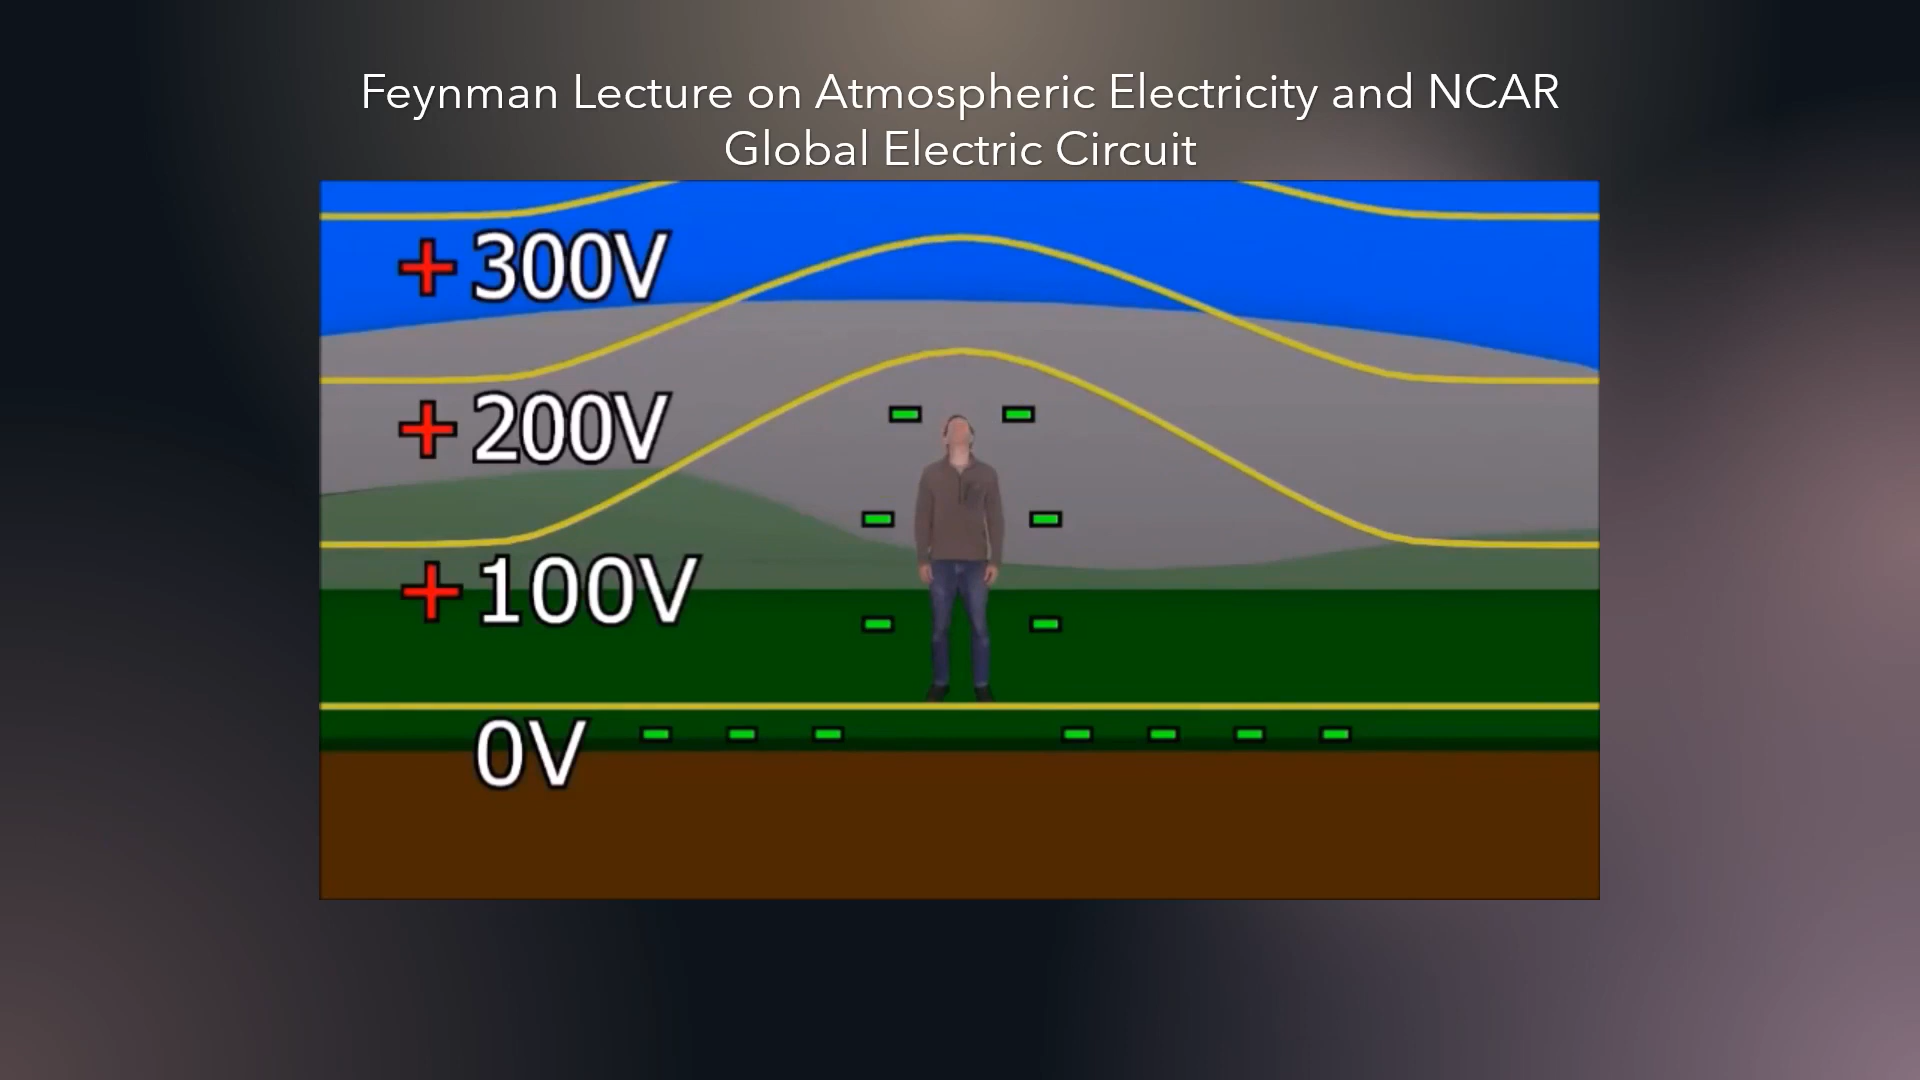 Feynman Lecture on Atmospheric Electricity and NCAR
Global Electric Circuit
+300V
+200V
+100V
0V